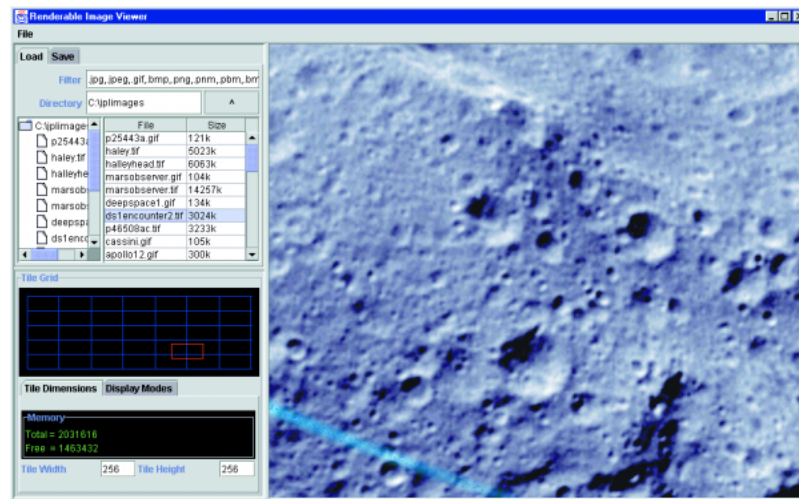 Renderable Image Viewer
File
Load Save
Filter .jpg,.jpeg,.gif,.bmp,.png,.pnm,.pbm,.bm
Directory C:\jplimages ^
C:\jplimages File Size
p25443a.gif 121k
p25443a
haley.tif 5023k
haley.tif
halleyhead.tif 6063k
halleyhe
marsobserver.gif 104k
marsobs
marsobserver.tif 14257k
marsobs
deepspace1.gif 134k
deepspa
ds1encounter2.tif 3024k
ds1enc
p46508ac.tif 3233k
cassini.gif 105k
apollo12.gif 300k
Tile Grid
Tile Dimensions Display Modes
Memory
Total = 2031616
Free = 1463432
Tile Width 256 Tile Height 256